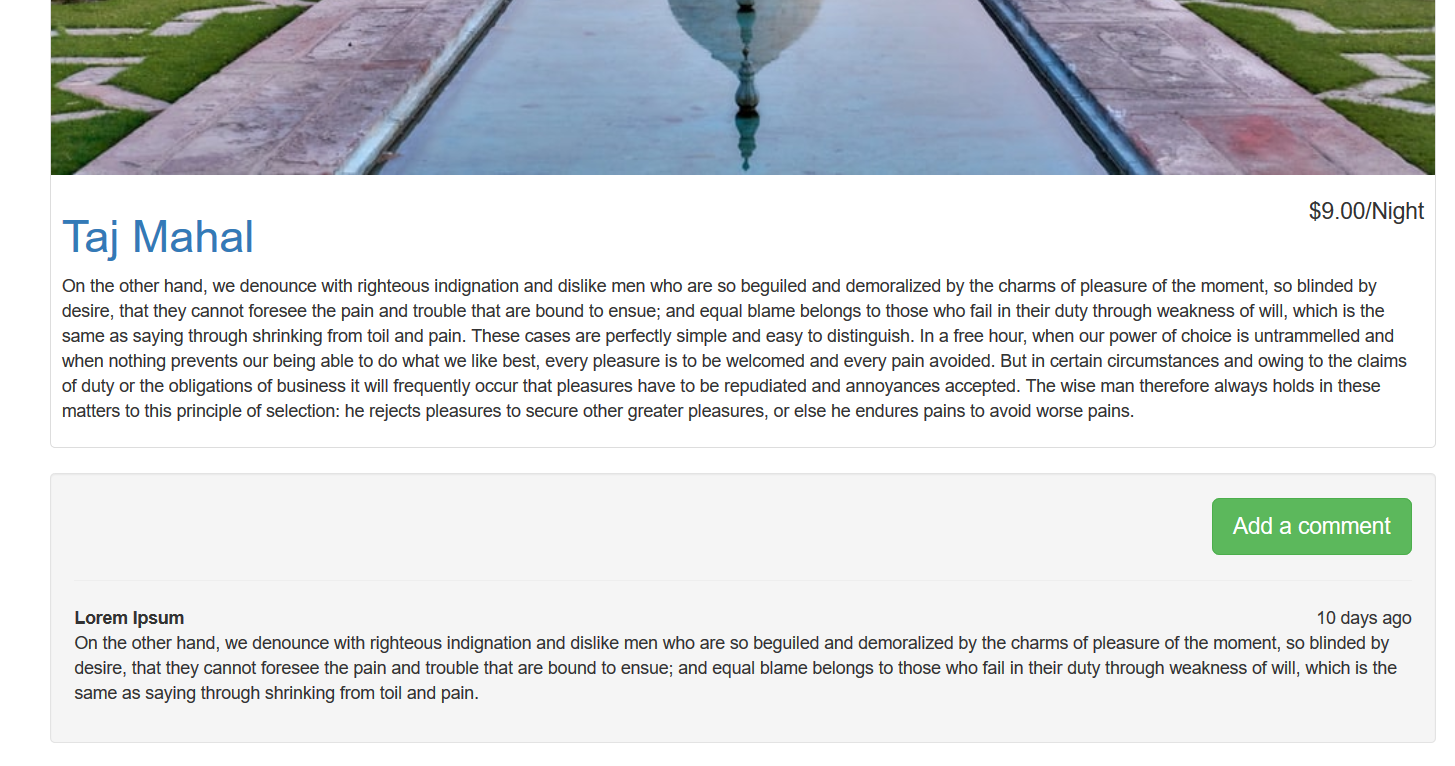 $9.00/Night
Taj Mahal
On the other hand, we denounce with righteous indignation and dislike men who are so beguiled and demoralized by the charms of pleasure of the moment, so blinded by
desire, that they cannot foresee the pain and trouble that are bound to ensue; and equal blame belongs to those who fail in their duty through weakness of will, which is the
same as saying through shrinking from toil and pain. These cases are perfectly simple and easy to distinguish. In a free hour, when our power of choice is untrammelled and
when nothing prevents our being able to do what we like best, every pleasure is to be welcomed and every pain avoided. But in certain circumstances and owing to the claims
of duty or the obligations of business it will frequently occur that pleasures have to be repudiated and annoyances accepted. The wise man therefore always holds in these
matters to this principle of selection: he rejects pleasures to secure other greater pleasures, or else he endures pains to avoid worse pains.
Add a comment
Lorem Ipsum 10 days ago
On the other hand, we denounce with righteous indignation and dislike men who are so beguiled and demoralized by the charms of pleasure of the moment, so blinded by
desire, that they cannot foresee the pain and trouble that are bound to ensue; and equal blame belongs to those who fail in their duty through weakness of will, which is the
same as saying through shrinking from toil and pain.